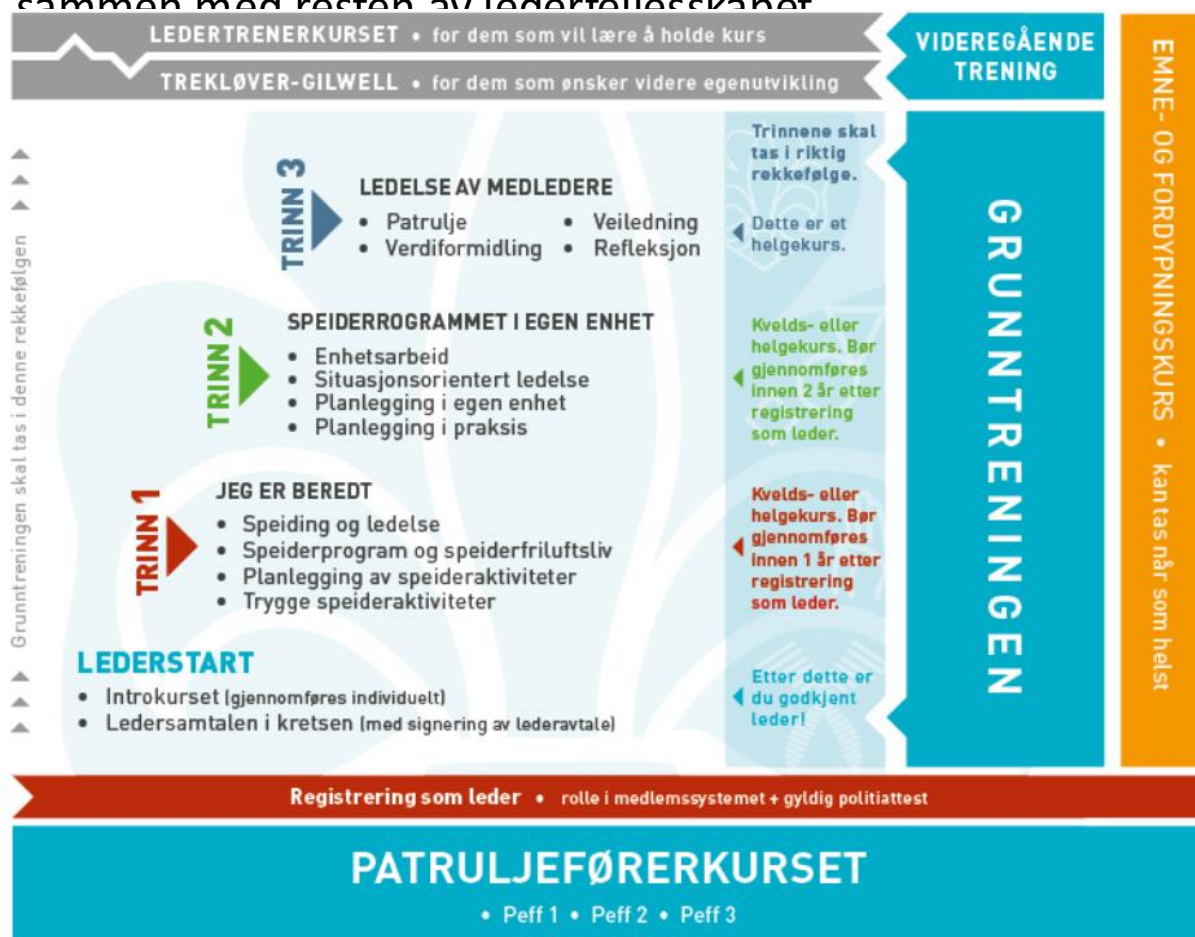 sammen med resten av lederfellesskapet
LEDERTRENERKURSET • for dem som vil lære å holde kurs
TREKLØVER-GILWELL • for dem som ønsker videre egenutvikling
VIDEREGÅENDE
TRENING
EMNE- OG FORDYPNINGSKURS • kan tas når som helst
Grunntreningen skal tas i denne rekkefølgen
GRUNNTRENINGEN
TRINN 3
LEDELSE AV MEDLEDERE
• Patrulje • Veiledning
• Verdiformidling • Refleksjon
Trinnene skal
tas i riktig
rekkefølge.
Dette er et
helgekurs.
TRINN 2
SPEIDERROGRAMMET I EGEN ENHET
• Enhetsarbeid
• Situasjonsorientert ledelse
• Planlegging i egen enhet
• Planlegging i praksis
Kvelds- eller
helgekurs. Bør
gjennomføres
innen 2 år etter
registrering
som leder.
TRINN 1
JEG ER BEREDT
• Speiding og ledelse
• Speiderprogram og speiderfriluftsliv
• Planlegging av speideraktiviteter
• Trygge speideraktiviteter
Kvelds- eller
helgekurs. Bør
gjennomføres
innen 1 år etter
registrering
som leder.
LEDERSTART
• Introkurset (gjennomføres individuelt)
• Ledersamtalen i kretsen (med signering av lederavtale)
Etter dette er
du godkjent
leder!
Registrering som leder • rolle i medlemssystemet + gyldig politiattest
PATRULJEFØRERKURSET
• Peff 1 • Peff 2 • Peff 3